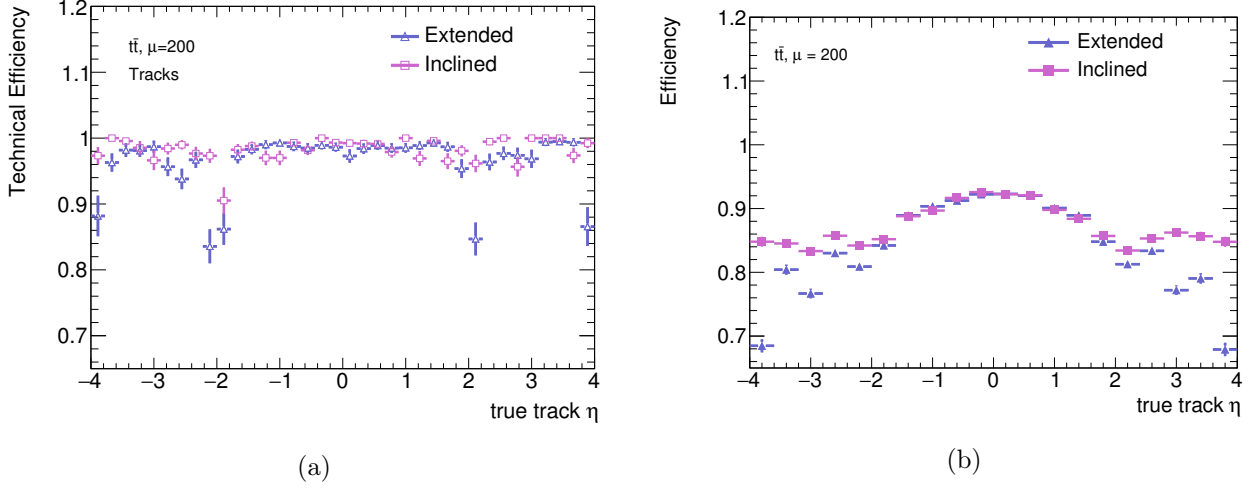 Technical Efficiency
1.2
1.1
1
0.9
0.8
0.7
tt̄, μ=200
Tracks
Extended
Inclined
−4 −3 −2 −1 0 1 2 3 4
true track η
(a)
Efficiency
1.2
1.1
1
0.9
0.8
0.7
tt̄, μ = 200
Extended
Inclined
−4 −3 −2 −1 0 1 2 3 4
true track η
(b)